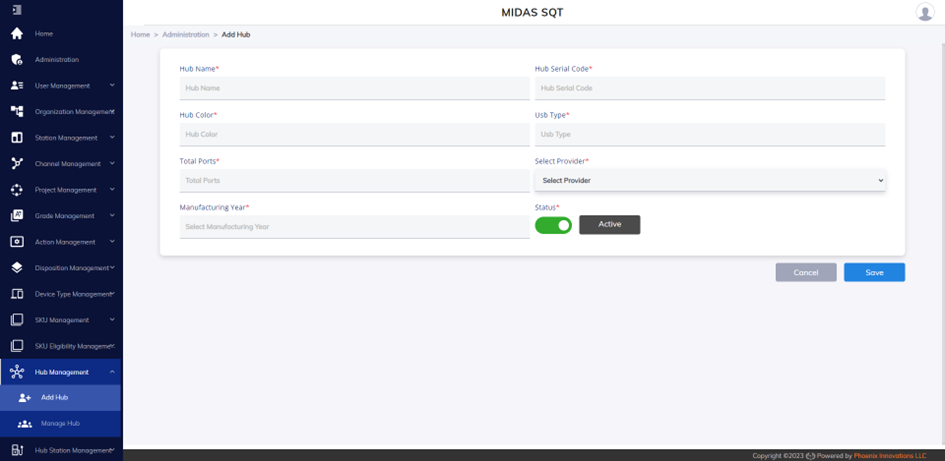 MIDAS SQT
Home > Administration > Add Hub
Home
Administration
User Management
Organization Management
Station Management
Channel Management
Project Management
Grade Management
Action Management
Disposition Management
Device Type Management
SKU Management
SKU Eligibility Managemer
Hub Management
Add Hub
Manage Hub
Hub Station Management
Hub Name*
Hub Name
Hub Serial Code*
Hub Serial Code
Hub Color*
Hub Color
Usb Type*
Usb Type
Total Ports*
Total Ports
Select Provider*
Select Provider
Manufacturing Year*
Select Manufacturing Year
Status*
Active
Cancel
Save
Copyright ©2023 Powered by Phoenix Innovations LLC